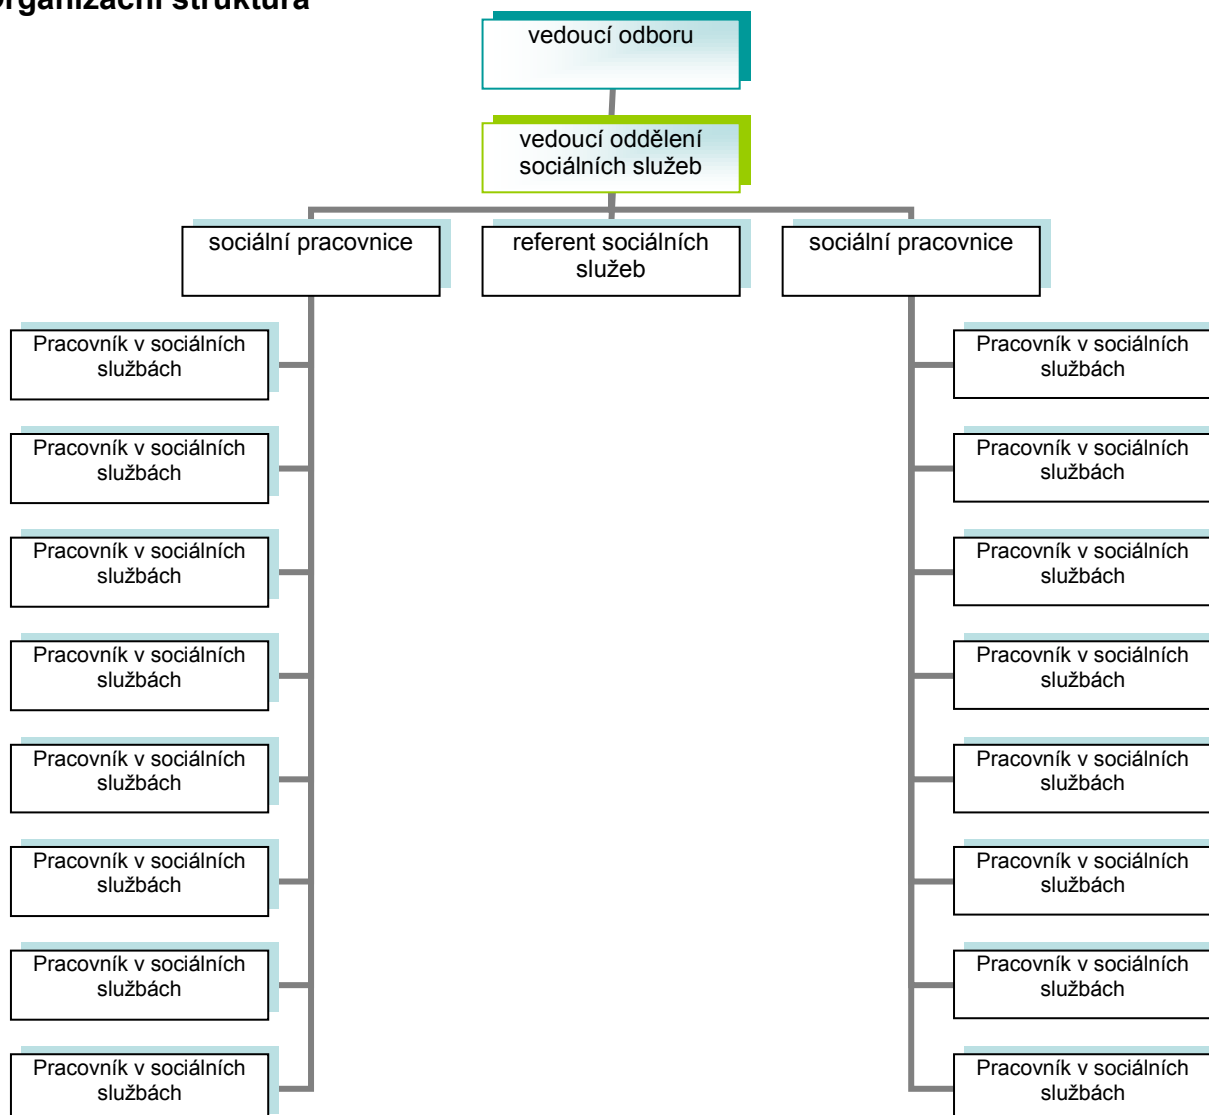 Organizační struktura
vedoucí odboru
vedoucí oddělení
sociálních služeb
sociální pracovnice
referent sociálních
služeb
sociální pracovnice
Pracovník v sociálních
službách
Pracovník v sociálních
službách
Pracovník v sociálních
službách
Pracovník v sociálních
službách
Pracovník v sociálních
službách
Pracovník v sociálních
službách
Pracovník v sociálních
službách
Pracovník v sociálních
službách
Pracovník v sociálních
službách
Pracovník v sociálních
službách
Pracovník v sociálních
službách
Pracovník v sociálních
službách
Pracovník v sociálních
službách
Pracovník v sociálních
službách
Pracovník v sociálních
službách
Pracovník v sociálních
službách